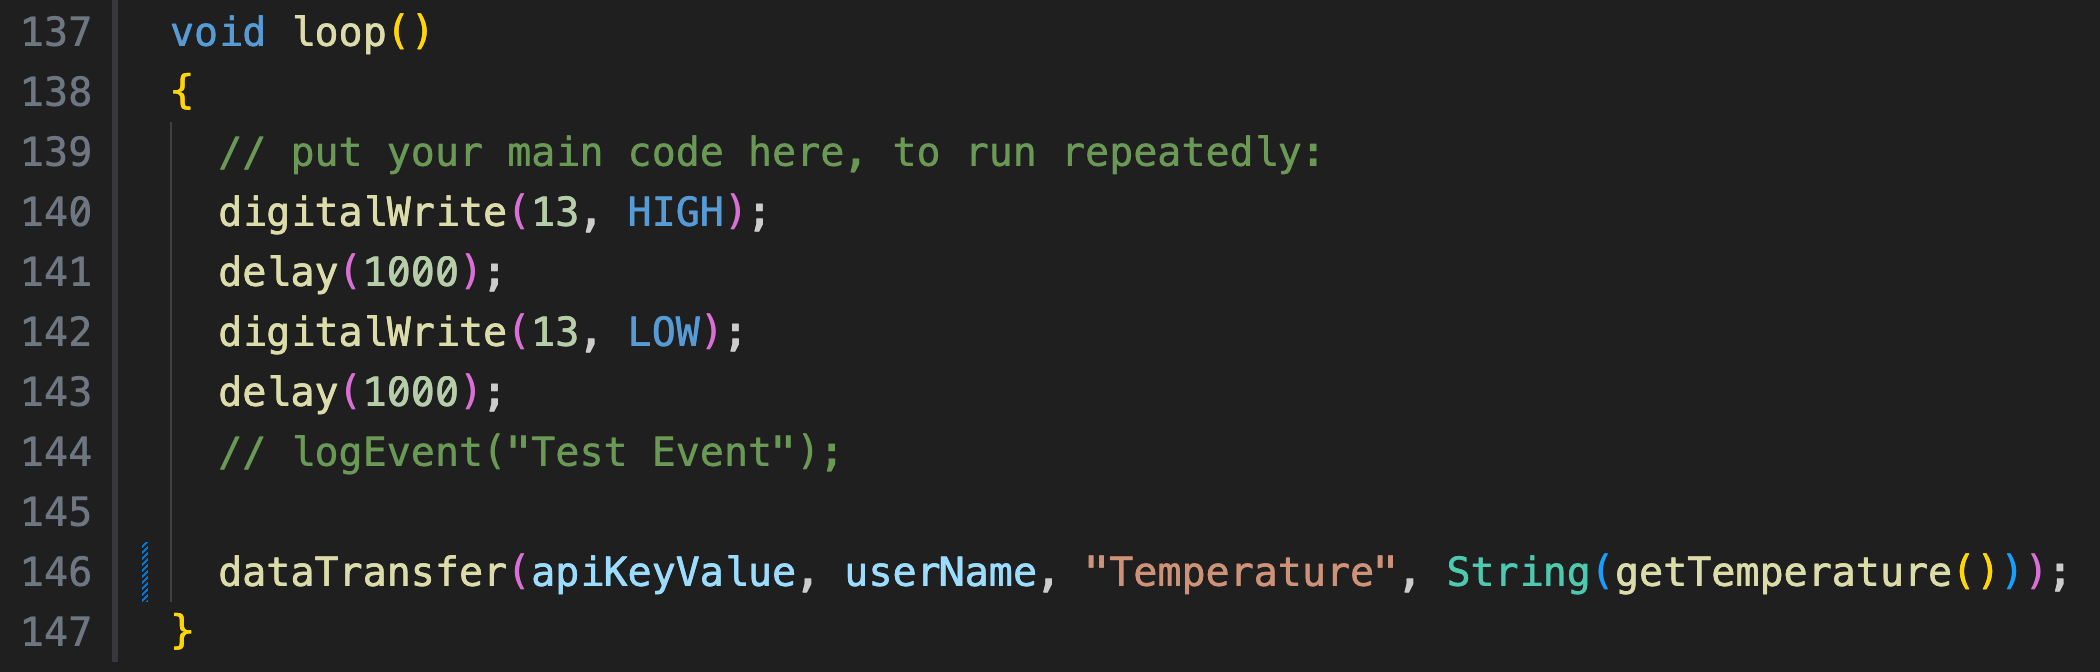 137 void loop()
138 {
139 // put your main code here, to run repeatedly:
140 digitalWrite(13, HIGH);
141 delay(1000);
142 digitalWrite(13, LOW);
143 delay(1000);
144 // logEvent("Test Event");
145
146 dataTransfer(apiKeyValue, userName, "Temperature", String(getTemperature()));
147 }